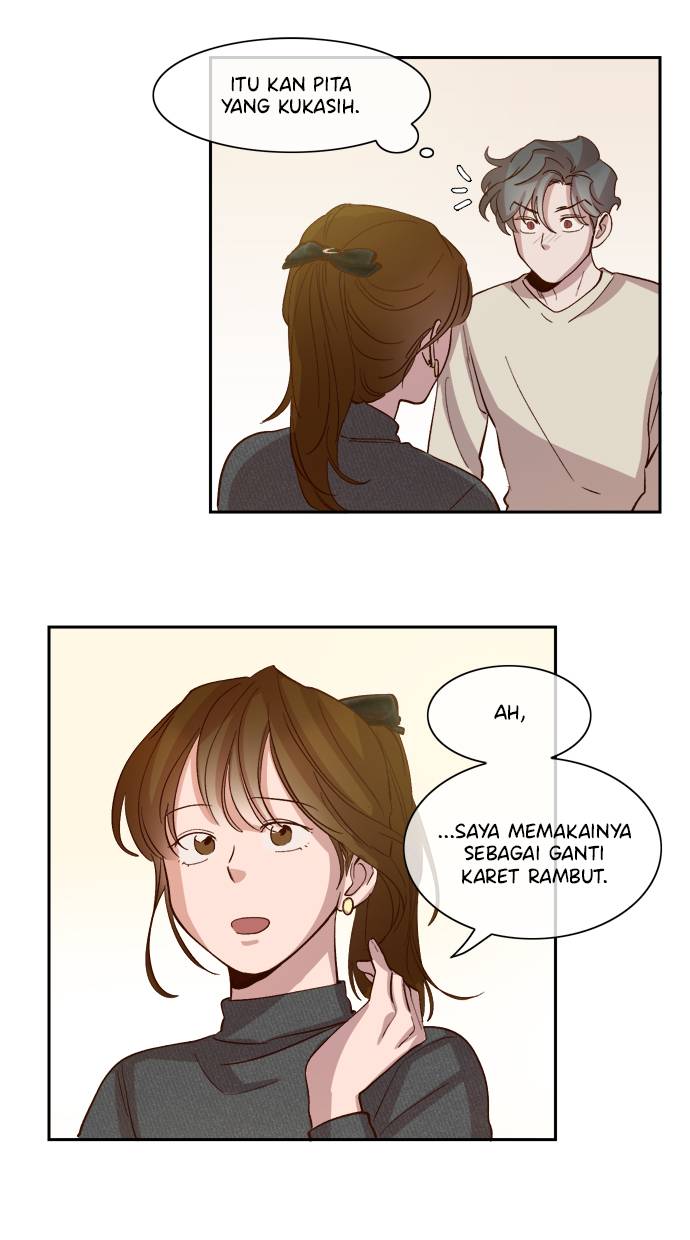 ITU KAN PITA
YANG KUKASIH.
AH,
...SAYA MEMAKAINYA
SEBAGAI GANTI
KARET RAMBUT.